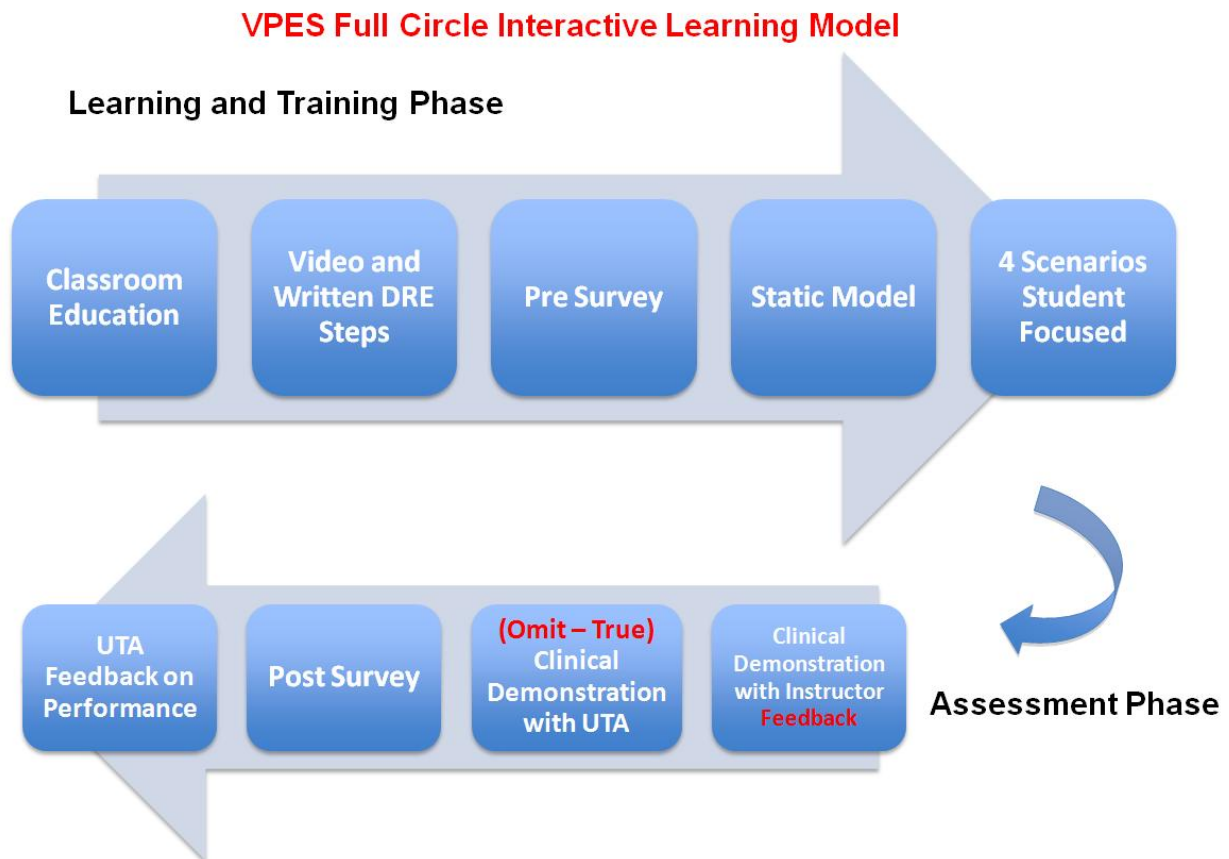 VPES Full Circle Interactive Learning Model
Learning and Training Phase
Classroom
Education
Video and
Written DRE
Steps
Pre Survey
Static Model
4 Scenarios
Student
Focused
UTA
Feedback on
Performance
Post Survey
(Omit – True)
Clinical
Demonstration
with UTA
Clinical
Demonstration
with Instructor
Feedback
Assessment Phase